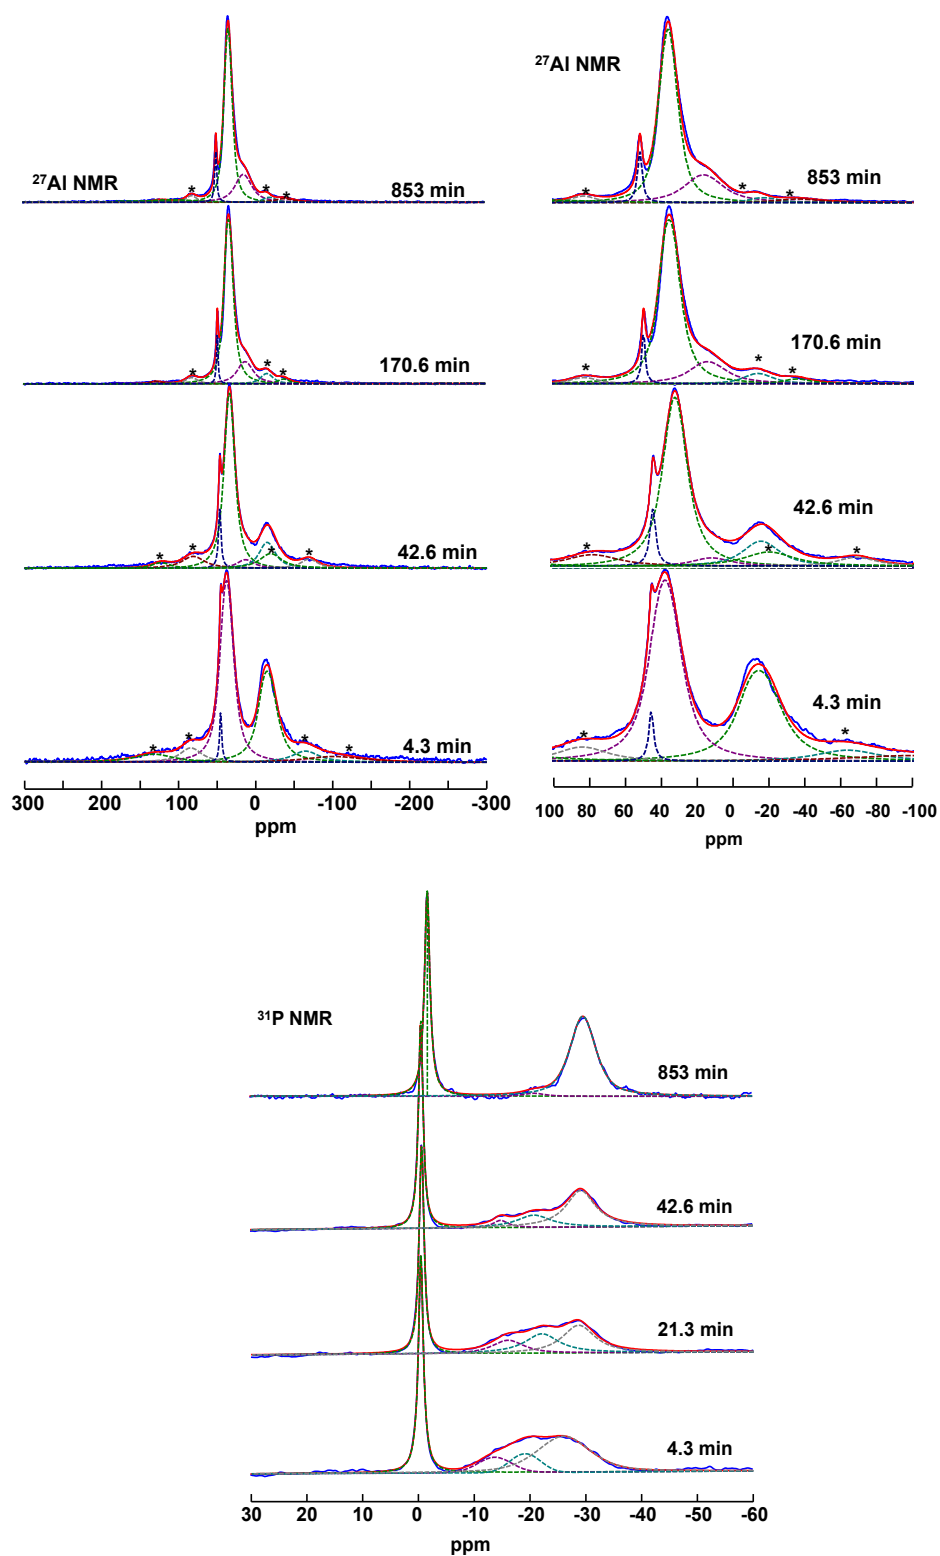 ²⁷Al NMR
853 min
*
*
*
170.6 min
*
*
*
42.6 min
*
*
*
*
4.3 min
*
*
*
*
300 200 100 0 -100 -200 -300
ppm
²⁷Al NMR
853 min
*
*
*
170.6 min
*
*
*
42.6 min
*
*
*
4.3 min
*
*
100 80 60 40 20 0 -20 -40 -60 -80 -100
ppm
³¹P NMR
853 min
42.6 min
21.3 min
4.3 min
30 20 10 0 -10 -20 -30 -40 -50 -60
ppm